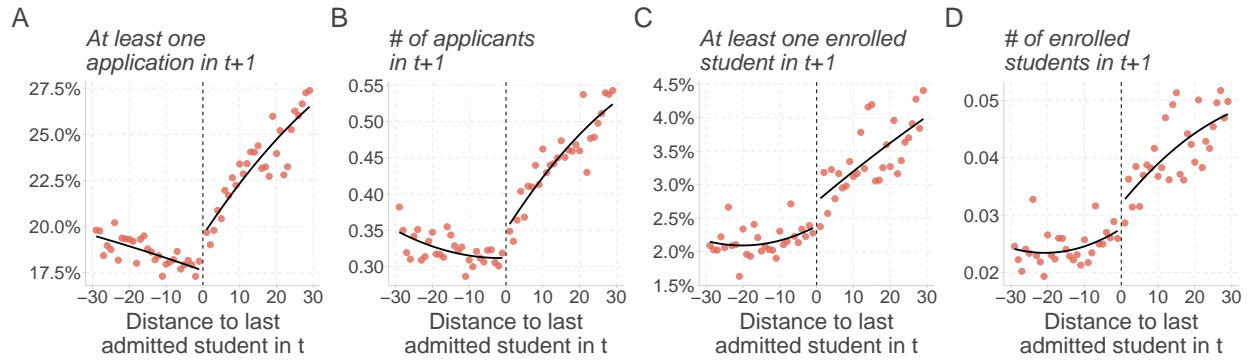 A
At least one
application in t+1
27.5%
25.0%
22.5%
20.0%
17.5%
−30 −20 −10 0 10 20 30
Distance to last
admitted student in t
B
# of applicants
in t+1
0.55
0.50
0.45
0.40
0.35
0.30
−30 −20 −10 0 10 20 30
Distance to last
admitted student in t
C
At least one enrolled
student in t+1
4.5%
4.0%
3.5%
3.0%
2.5%
2.0%
1.5%
−30 −20 −10 0 10 20 30
Distance to last
admitted student in t
D
# of enrolled
students in t+1
0.05
0.04
0.03
0.02
−30 −20 −10 0 10 20 30
Distance to last
admitted student in t